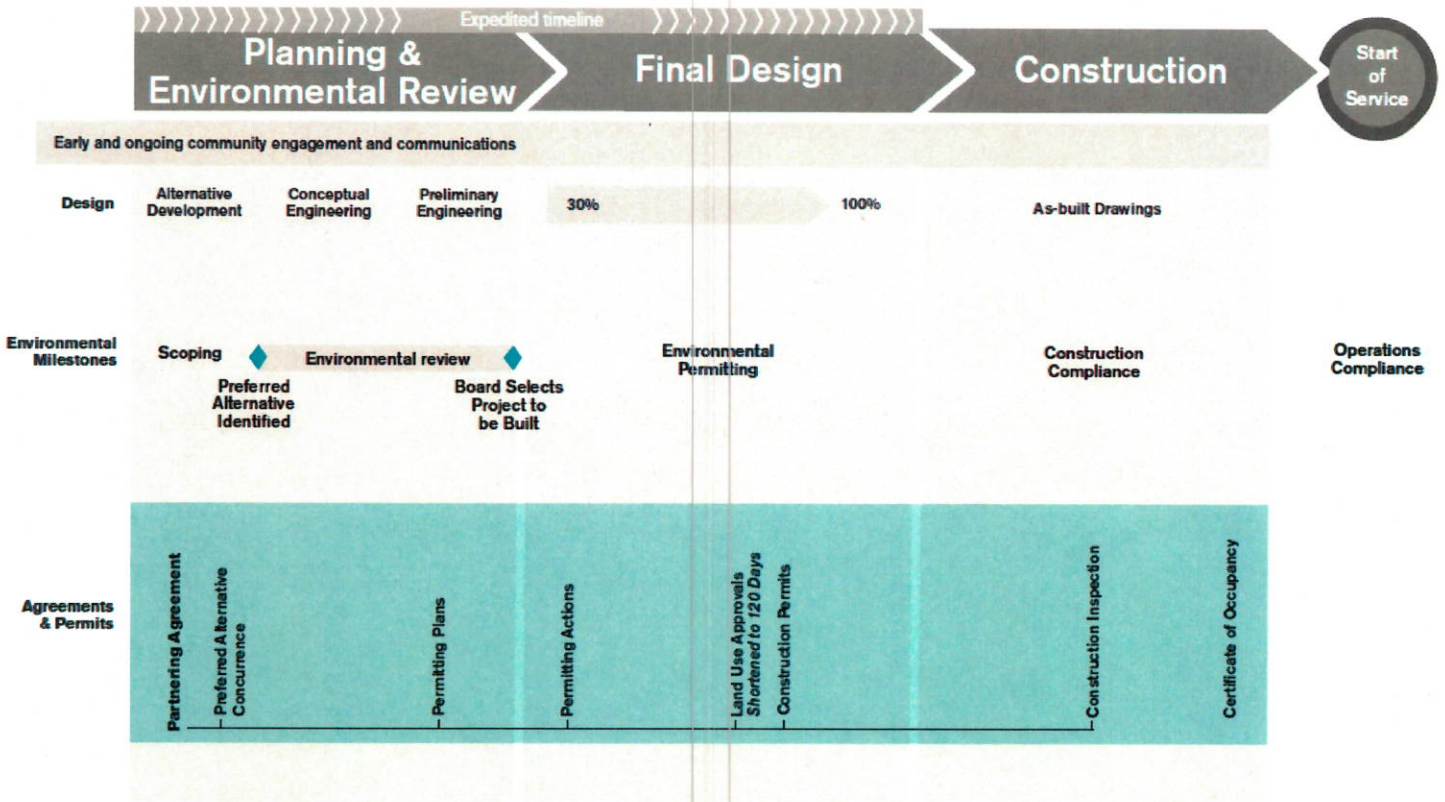 Expedited timeline
Planning &
Environmental Review
Final Design
Construction
Start
of
Service
Early and ongoing community engagement and communications
Design
Alternative
Development
Conceptual
Engineering
Preliminary
Engineering
30%
100%
As-built Drawings
Environmental
Milestones
Scoping
Environmental review
Preferred
Alternative
Identified
Board Selects
Project to
be Built
Environmental
Permitting
Construction
Compliance
Operations
Compliance
Agreements
& Permits
Partnering Agreement
Preferred Alternative
Concurrence
Permitting Plans
Permitting Actions
Land Use Approvals
Shortened to 120 Days
Construction Permits
Construction Inspection
Certificate of Occupancy